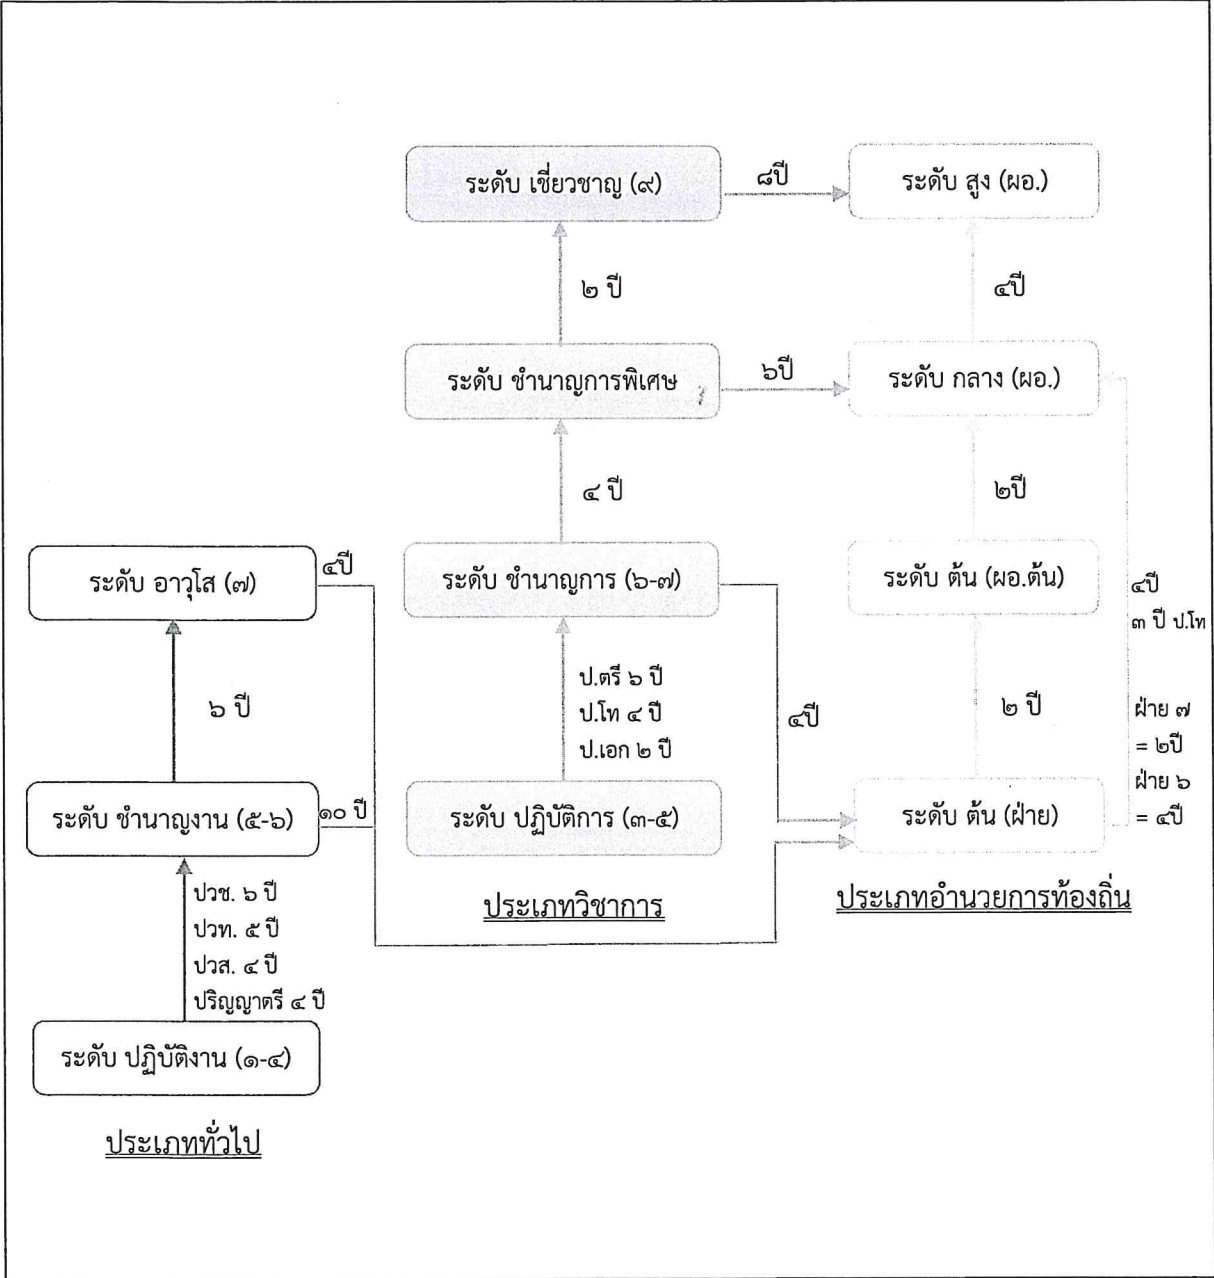 ระดับ เชี่ยวชาญ (๙)
๘ปี
ระดับ สูง (ผอ.)
๒ ปี
๔ปี
ระดับ ชำนาญการพิเศษ
๖ปี
ระดับ กลาง (ผอ.)
๔ ปี
๒ปี
ระดับ อาวุโส (๗)
๔ปี
ระดับ ชำนาญการ (๖-๗)
ระดับ ต้น (ผอ.ต้น)
๔ปี
๓ ปี ป.โท
๖ ปี
ป.ตรี ๖ ปี
ป.โท ๔ ปี
ป.เอก ๒ ปี
๔ปี
๒ ปี
ฝ่าย ๗
= ๒ปี
ฝ่าย ๖
= ๔ปี
ระดับ ชำนาญงาน (๕-๖)
๑๐ ปี
ระดับ ปฏิบัติการ (๓-๕)
ระดับ ต้น (ฝ่าย)
ประเภทวิชาการ
ประเภทอำนวยการท้องถิ่น
ปวช. ๖ ปี
ปวท. ๕ ปี
ปวส. ๔ ปี
ปริญญาตรี ๔ ปี
ระดับ ปฏิบัติงาน (๑-๔)
ประเภททั่วไป